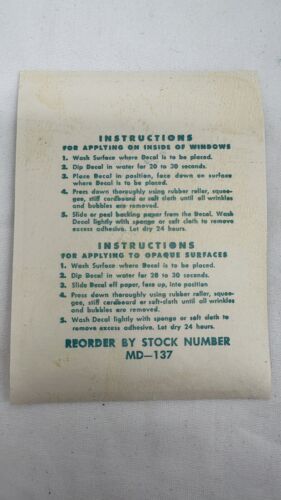 INSTRUCTIONS
FOR APPLYING ON INSIDE OF WINDOWS
1. Wash Surface where Decal is to be placed.
2. Dip Decal in water for 20 to 30 seconds.
3. Place Decal in position, face down on surface
where Decal is to be placed.
4. Press down thoroughly using rubber roller, squee-
gee, stiff cardboard or soft cloth until all wrinkles
and bubbles are removed.
5. Slide or peel backing paper from the Decal. Wash
Decal lightly with sponge or soft cloth to remove
excess adhesive. Let dry 24 hours.
INSTRUCTIONS
FOR APPLYING TO OPAQUE SURFACES
1. Wash Surface where Decal is to be placed.
2. Dip Decal in water for 20 to 30 seconds.
3. Slide Decal off paper, face up, into position
4. Press down thoroughly using rubber roller, squee-
gee, stiff cardboard or soft-cloth until all wrinkles
and bubbles are removed.
5. Wash Decal lightly with sponge or soft cloth to
remove excess adhesive. Let dry 24 hours.
REORDER BY STOCK NUMBER
MD—137